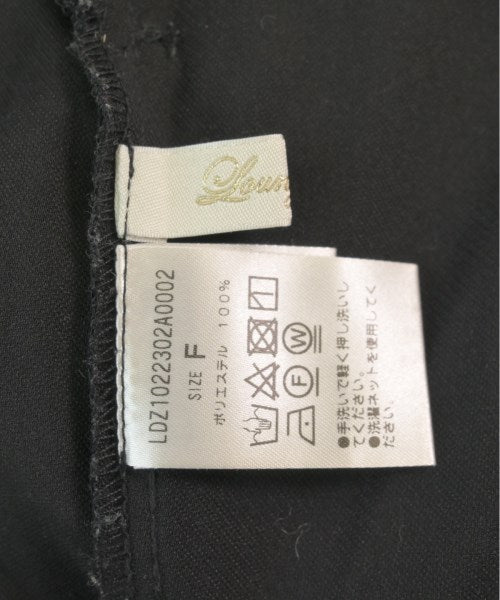 Loun
LDZ1022302A0002
SIZE F
ポリエステル 100%
F
W
●手洗いで軽く押し洗いし
てください。
●洗濯ネットを使用してく
ださい。